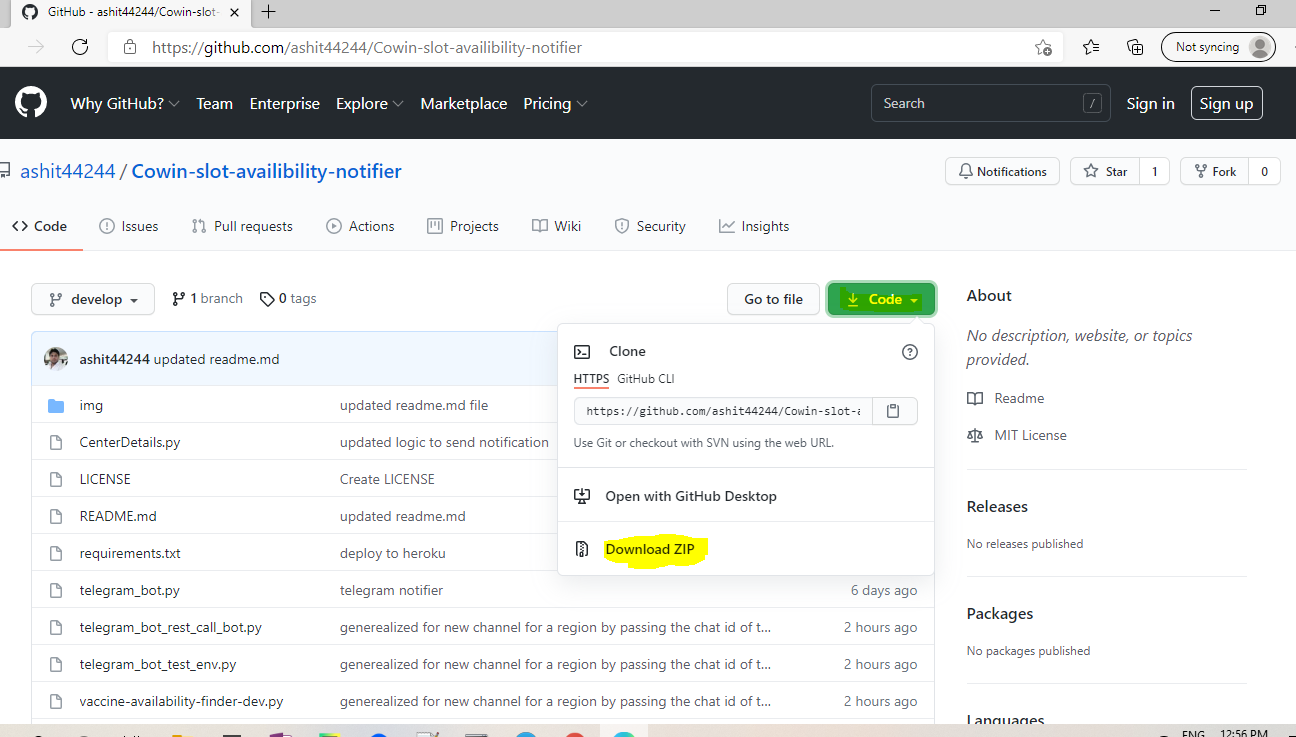 GitHub - ashit44244/Cowin-slot-
https://github.com/ashit44244/Cowin-slot-availibility-notifier
Not syncing
Why GitHub? Team Enterprise Explore Marketplace Pricing
Search /
Sign in Sign up
ashit44244 / Cowin-slot-availibility-notifier
Notifications Star 1 Fork 0
Code Issues Pull requests Actions Projects Wiki Security Insights
develop 1 branch 0 tags
Go to file Code
ashit44244 updated readme.md
img updated readme.md file
CenterDetails.py updated logic to send notification
LICENSE Create LICENSE
README.md updated readme.md
requirements.txt deploy to heroku
telegram_bot.py telegram notifier 6 days ago
telegram_bot_rest_call_bot.py generealized for new channel for a region by passing the chat id of t... 2 hours ago
telegram_bot_test_env.py generealized for new channel for a region by passing the chat id of t... 2 hours ago
vaccine-availability-finder-dev.py generealized for new channel for a region by passing the chat id of t... 2 hours ago
Clone
HTTPS GitHub CLI
https://github.com/ashit44244/Cowin-slot-a
Use Git or checkout with SVN using the web URL.
Open with GitHub Desktop
Download ZIP
About
No description, website, or topics
provided.
Readme
MIT License
Releases
No releases published
Packages
No packages published
Languages
ENG 12:56 PM